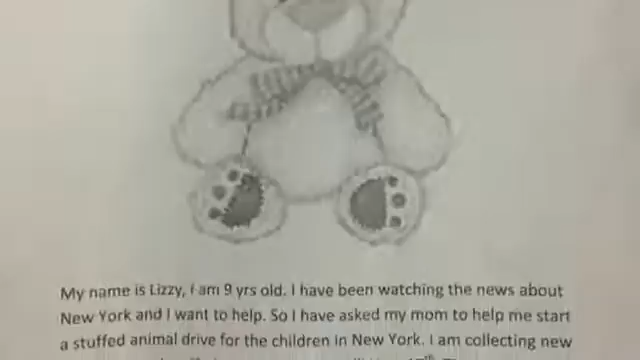 My name is Lizzy, I am 9 yrs old. I have been watching the news about
New York and I want to help. So I have asked my mom to help me start
a stuffed animal drive for the children in New York. I am collecting new